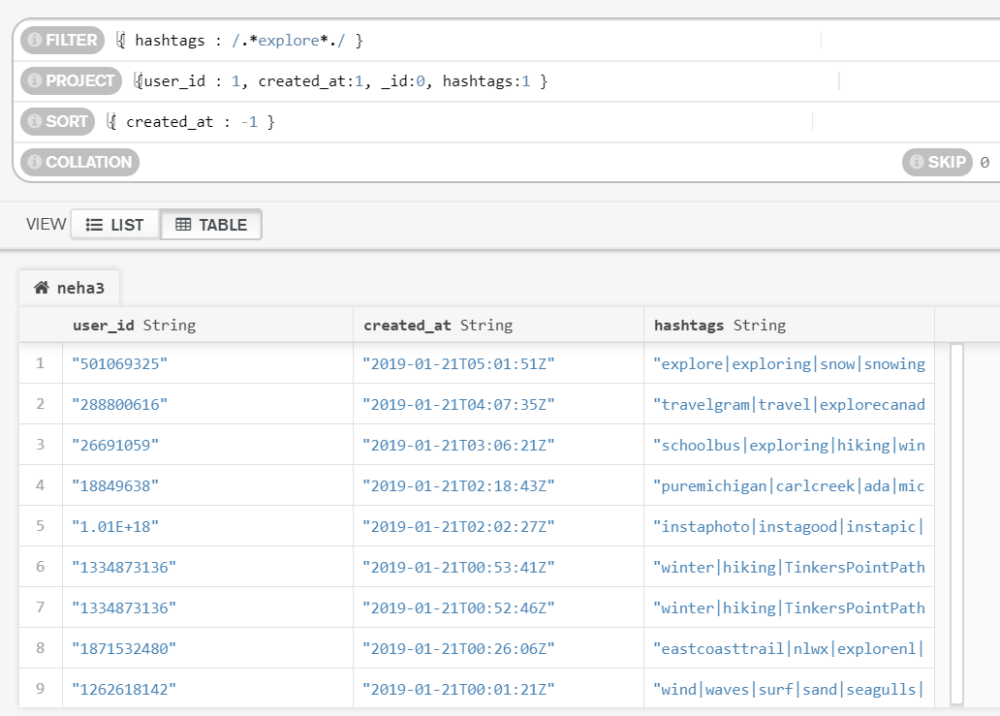 FILTER { hashtags : /.*explore*./ }
PROJECT {user_id : 1, created_at:1, _id:0, hashtags:1 }
SORT { created_at : -1 }
COLLATION SKIP 0
VIEW LIST TABLE
neha3
user_id String created_at String hashtags String
1 "501069325" "2019-01-21T05:01:51Z" "explore|exploring|snow|snowing
2 "288800616" "2019-01-21T04:07:35Z" "travelgram|travel|explorecanad
3 "26691059" "2019-01-21T03:06:21Z" "schoolbus|exploring|hiking|win
4 "18849638" "2019-01-21T02:18:43Z" "puremichigan|carlcreek|ada|mic
5 "1.01E+18" "2019-01-21T02:02:27Z" "instaphoto|instagood|instapic|
6 "1334873136" "2019-01-21T00:53:41Z" "winter|hiking|TinkersPointPath
7 "1334873136" "2019-01-21T00:52:46Z" "winter|hiking|TinkersPointPath
8 "1871532480" "2019-01-21T00:26:06Z" "eastcoasttrail|nlwx|explorenl|
9 "1262618142" "2019-01-21T00:01:21Z" "wind|waves|surf|sand|seagulls|